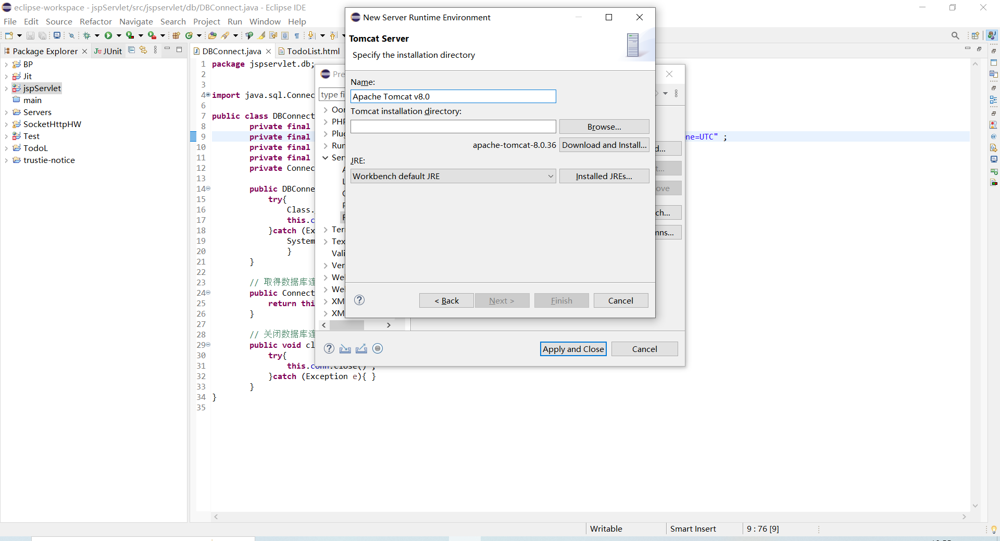 eclipse-workspace - jspServlet/src/jspservlet/db/DBConnect.java - Eclipse IDE
File Edit Source Refactor Navigate Search Project Run Window Help
Package Explorer
JUnit
BP
Jit
jspServlet
main
Servers
SocketHttpHW
Test
TodoL
trustie-notice
DBConnect.java
TodoList.html
1 package jspservlet.db;
2
3
4 import java.sql.Connec
6
7 public class DBConnect
8 private final
9 private final ne=UTC" ;
10 private final
11 private final
12 private Connec
13
14 public DBConne
15 try{
16 Class.
17 this.c
18 }catch (Ex
19 System
20 }
21 }
22
23 // 取得数据库连
24 public Connect
25 return thi
26 }
27
28 // 关闭数据库连
29 public void cl
30 try{
31 this.conn.close() ;
32 }catch (Exception e){ }
33 }
34 }
35
Pre
type fi
Oor
PHP
Plug
Run
Ser
Ter
Tex
Vali
Ver
We
We
XM
XM
d...
t...
ove
ch...
mns...
Apply and Close
Cancel
New Server Runtime Environment
Tomcat Server
Specify the installation directory
Name:
Apache Tomcat v8.0
Tomcat installation directory:
Browse...
apache-tomcat-8.0.36
Download and Install...
JRE:
Workbench default JRE
Installed JREs...
< Back
Next >
Finish
Cancel
Writable
Smart Insert
9 : 76 [9]